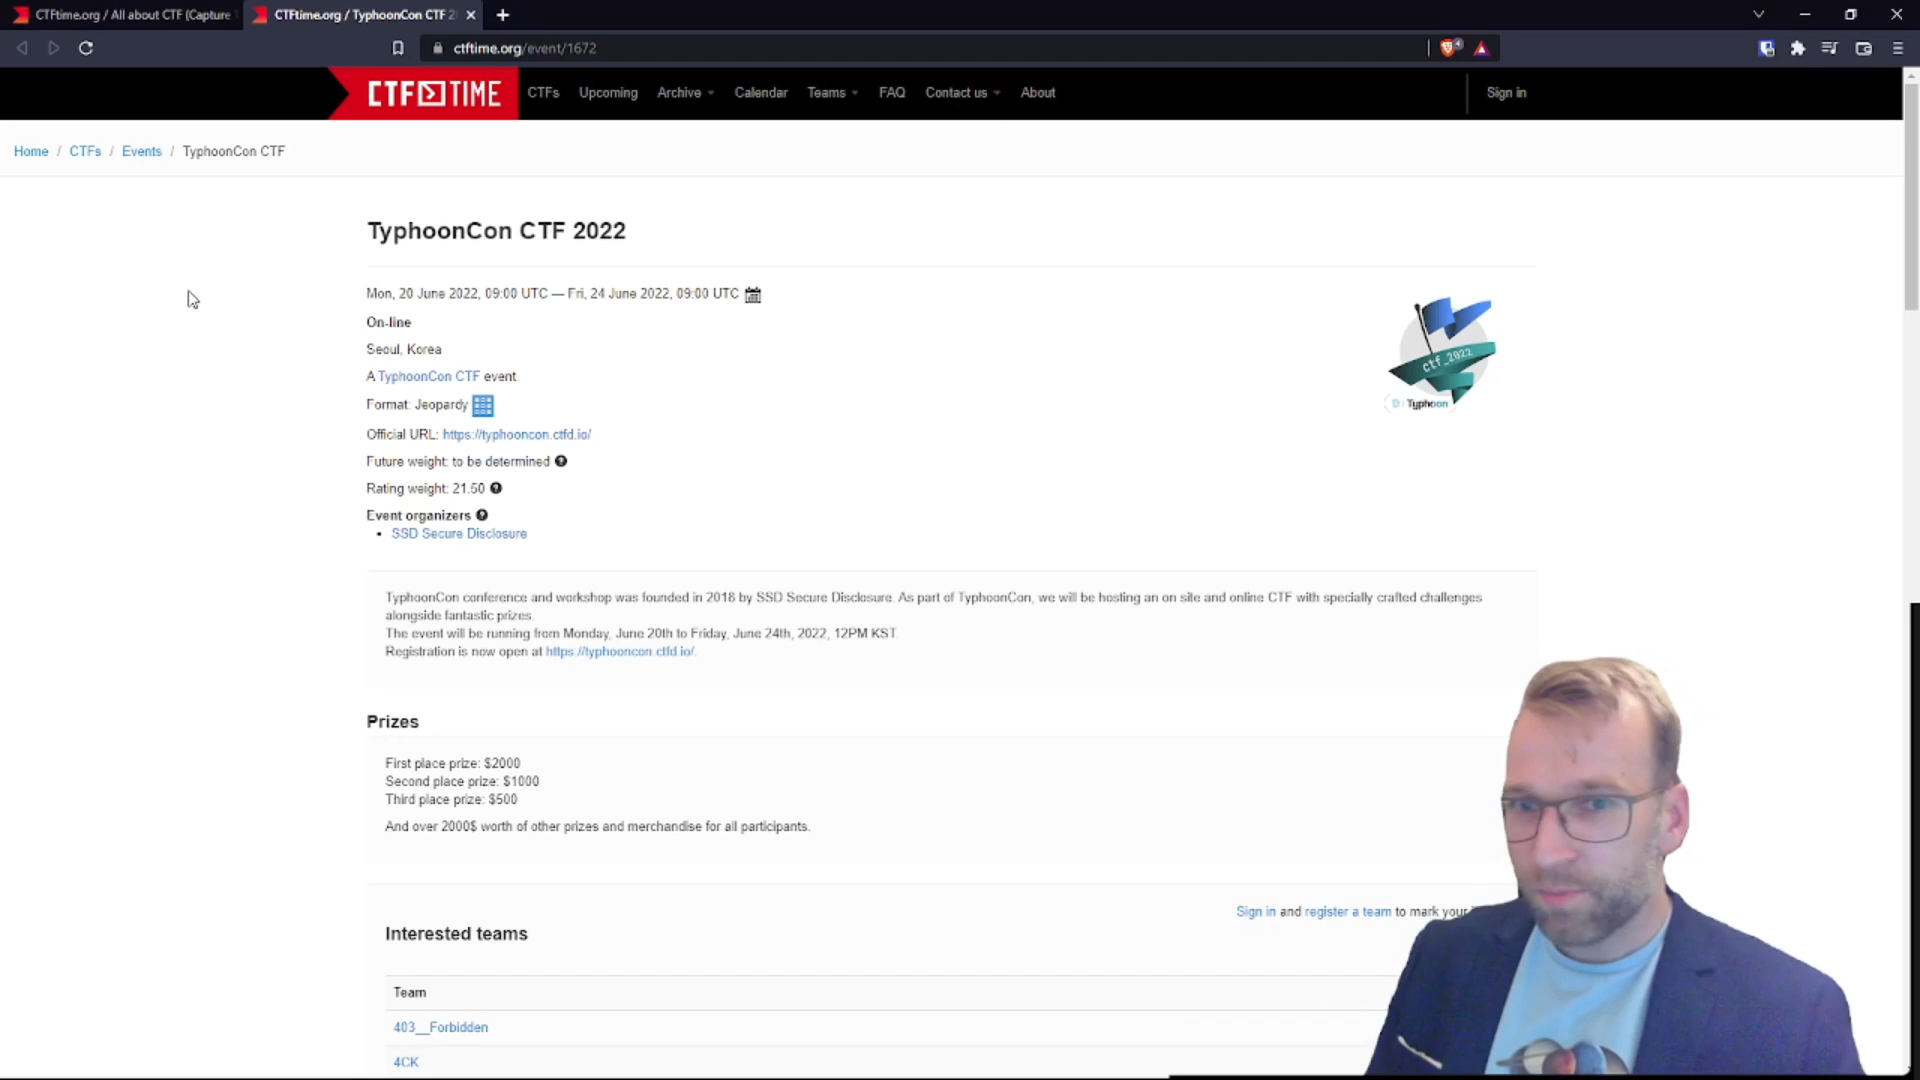 CTFtime.org / All about CTF (Capture
CTFtime.org / TyphoonCon CTF 2
ctftime.org/event/1672
CTF TIME
CTFs
Upcoming
Archive
Calendar
Teams
FAQ
Contact us
About
Sign in
Home / CTFs / Events / TyphoonCon CTF
TyphoonCon CTF 2022
Mon, 20 June 2022, 09:00 UTC — Fri, 24 June 2022, 09:00 UTC
On-line
Seoul, Korea
A TyphoonCon CTF event.
Format: Jeopardy
Official URL: https://typhooncon.ctfd.io/
Future weight: to be determined
Rating weight: 21.50
Event organizers
• SSD Secure Disclosure
ctf_2022
Typhoon
TyphoonCon conference and workshop was founded in 2018 by SSD Secure Disclosure. As part of TyphoonCon, we will be hosting an on site and online CTF with specially crafted challenges
alongside fantastic prizes.
The event will be running from Monday, June 20th to Friday, June 24th, 2022, 12PM KST.
Registration is now open at https://typhooncon.ctfd.io/.
Prizes
First place prize: $2000
Second place prize: $1000
Third place prize: $500
And over 2000$ worth of other prizes and merchandise for all participants.
Sign in and register a team to mark your
Interested teams
Team
403__Forbidden
4CK